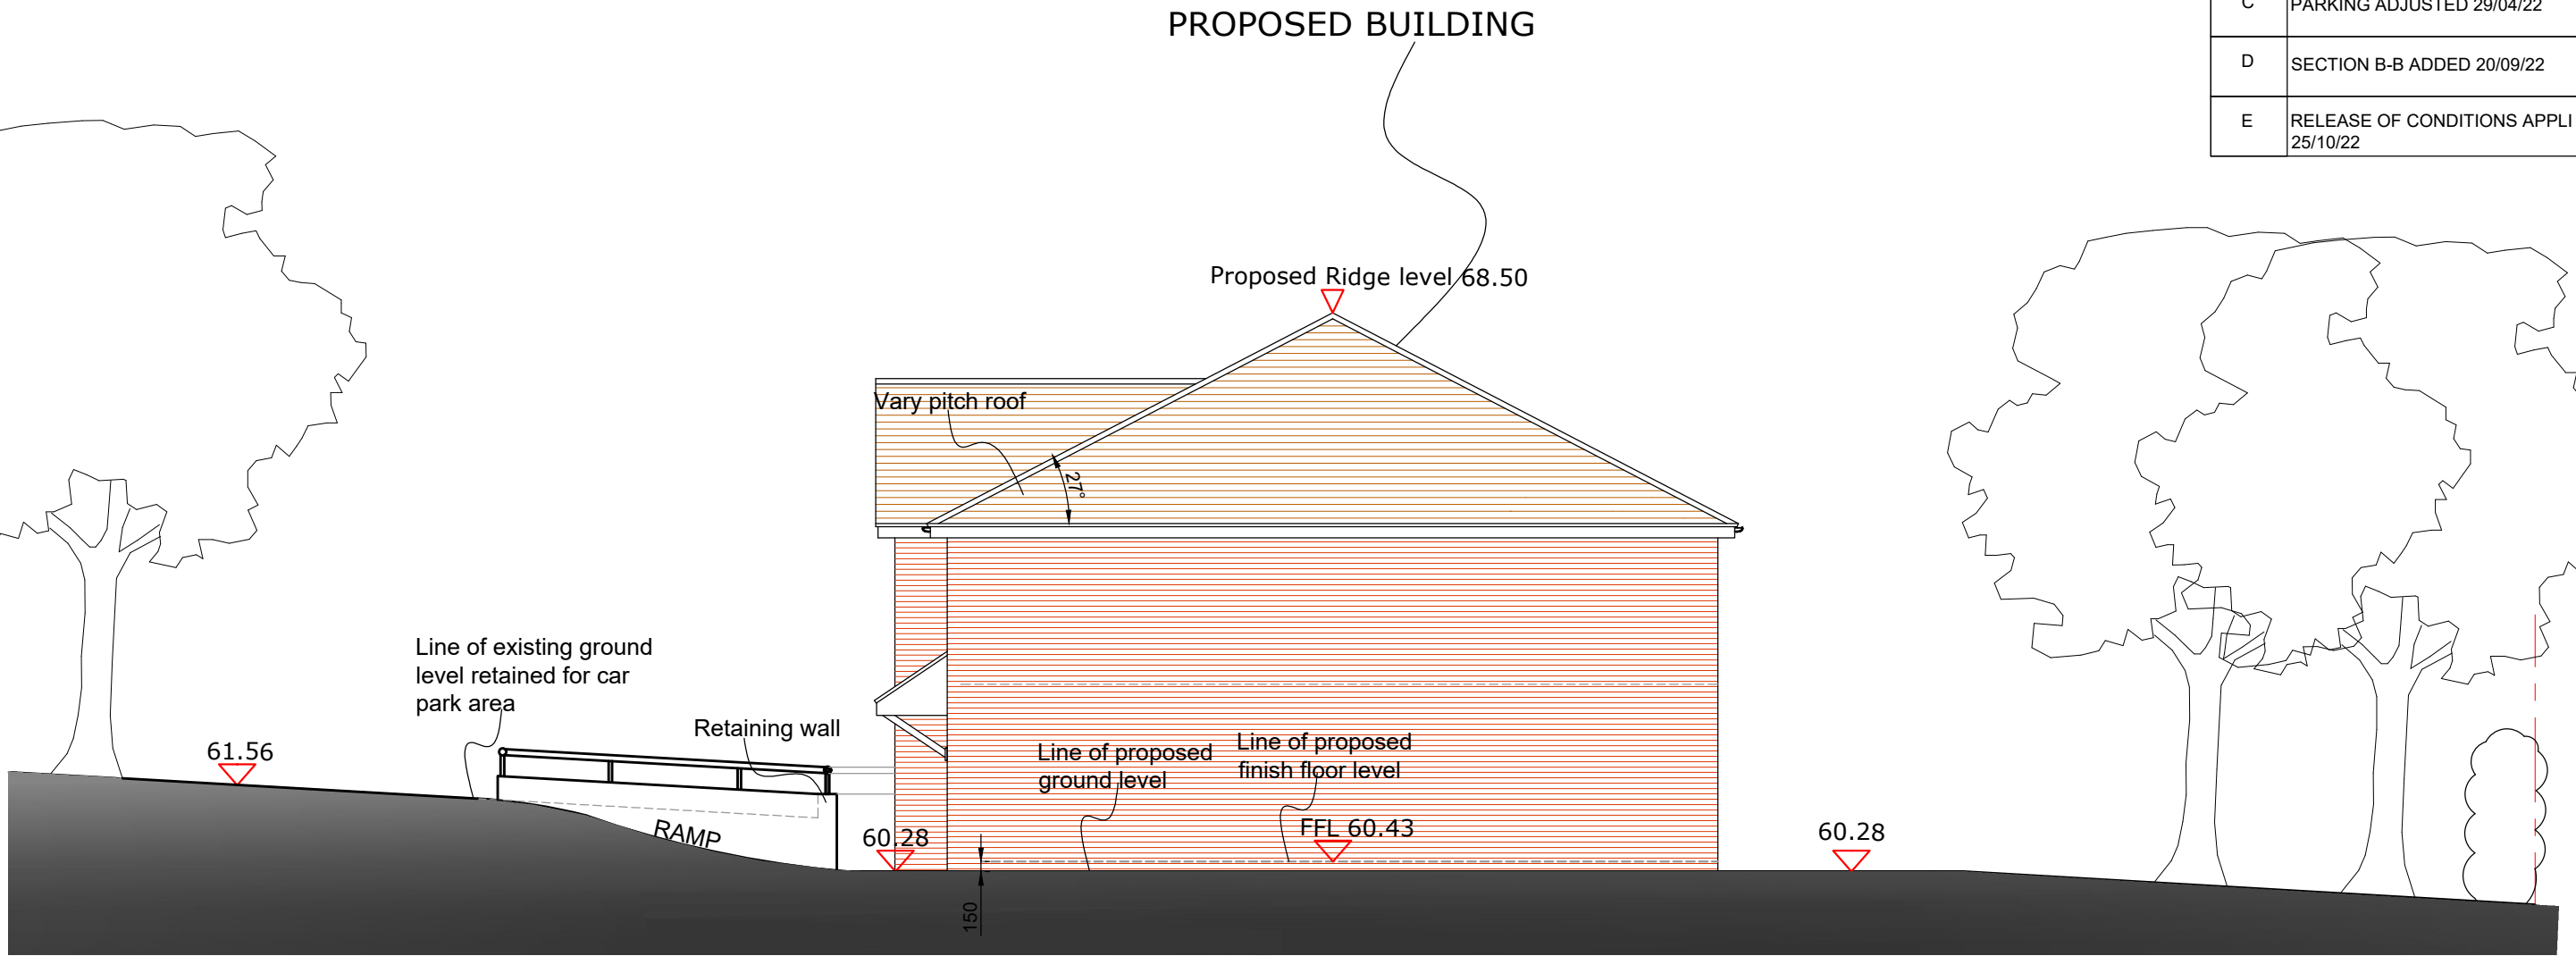 PROPOSED BUILDING
C PARKING ADJUSTED 29/04/22
D SECTION B-B ADDED 20/09/22
E RELEASE OF CONDITIONS APPLI
25/10/22
Proposed Ridge level 68.50
Vary pitch roof
27°
Line of existing ground
level retained for car
park area
Retaining wall
61.56
RAMP
60.28
Line of proposed
ground level
Line of proposed
finish floor level
FFL 60.43
60.28
150